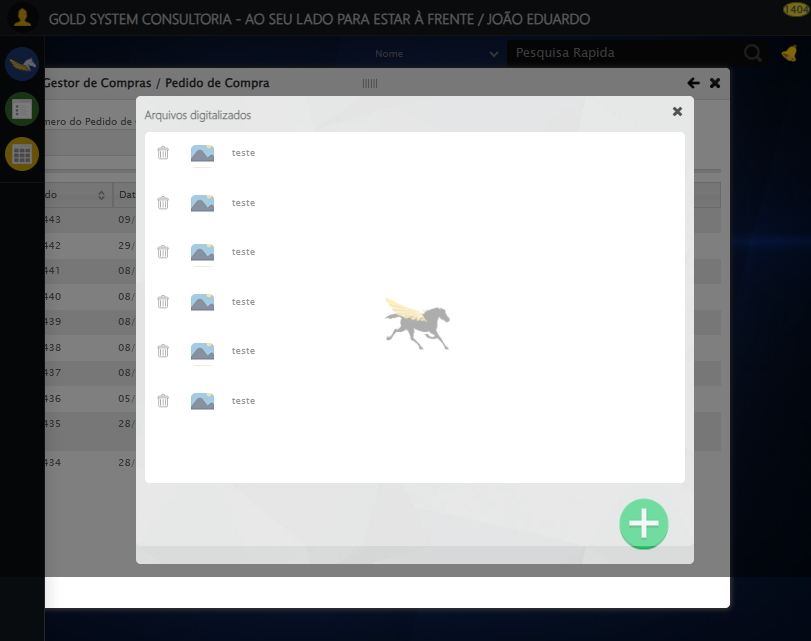 GOLD SYSTEM CONSULTORIA - AO SEU LADO PARA ESTAR À FRENTE / JOÃO EDUARDO
1404
Nome
Pesquisa Rapida
Gestor de Compras / Pedido de Compra
mero do Pedido de
Arquivos digitalizados
do
Dat
teste
teste
teste
teste
teste
teste
443 09/
442 29/
441 08/
440 08/
439 08/
438 08/
437 08/
436 05/
435 28/
434 28/